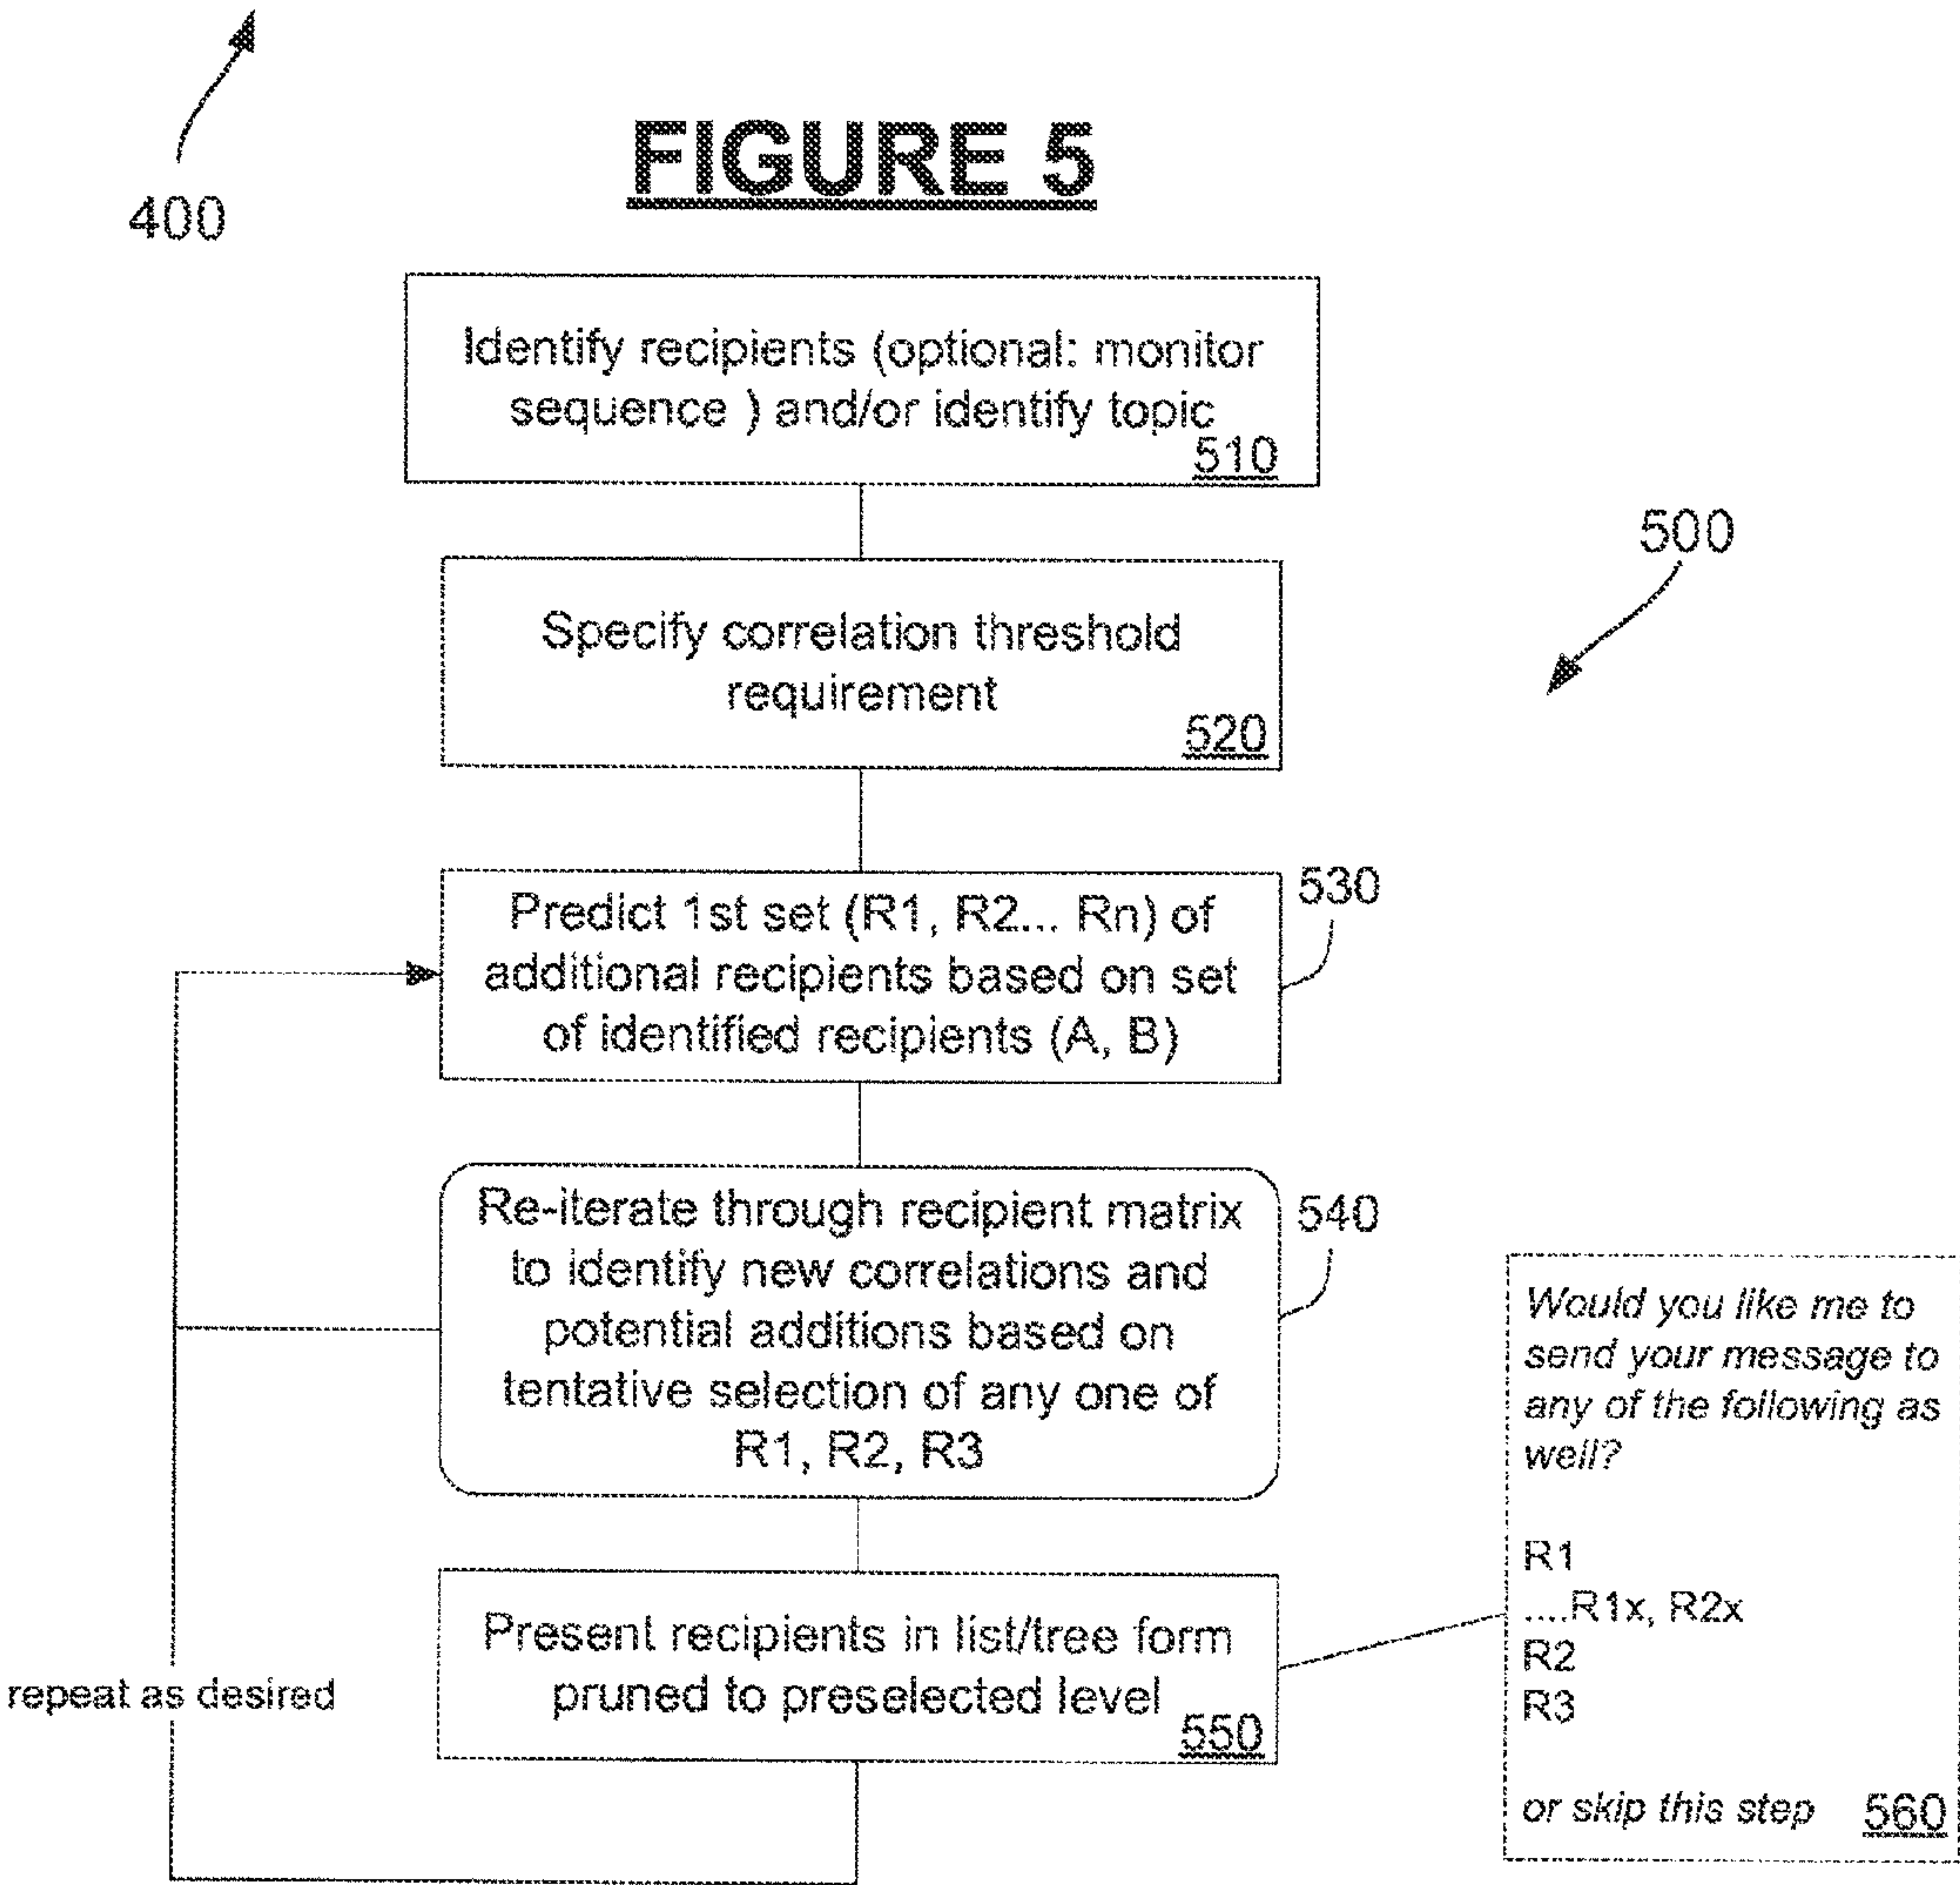 400
FIGURE 5
Identify recipients (optional: monitor
sequence ) and/or identify topic
510
500
Specify correlation threshold
requirement
520
Predict 1st set (R1, R2... Rn) of
additional recipients based on set
of identified recipients (A, B)
530
Re-iterate through recipient matrix
to identify new correlations and
potential additions based on
tentative selection of any one of
R1, R2, R3
540
Present recipients in list/tree form
pruned to preselected level
550
repeat as desired
Would you like me to
send your message to
any of the following as
well?
R1
....R1x, R2x
R2
R3
or skip this step 560